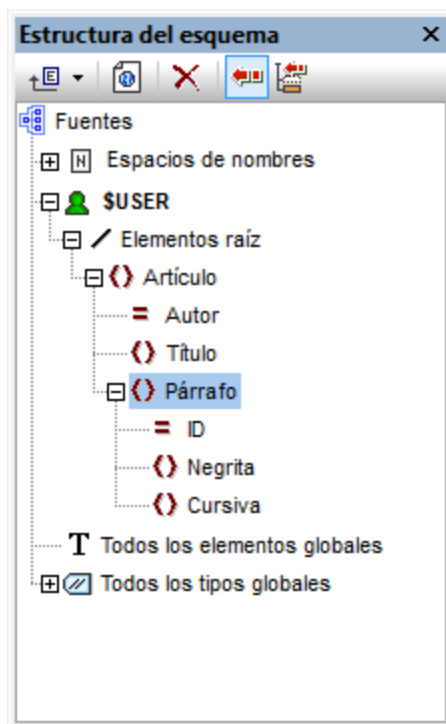 Estructura del esquema
Fuentes
Espacios de nombres
$USER
Elementos raíz
Artículo
Autor
Título
Párrafo
ID
Negrita
Cursiva
Todos los elementos globales
Todos los tipos globales